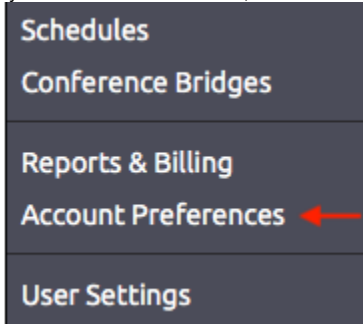 Schedules
Conference Bridges
Reports & Billing
Account Preferences
User Settings